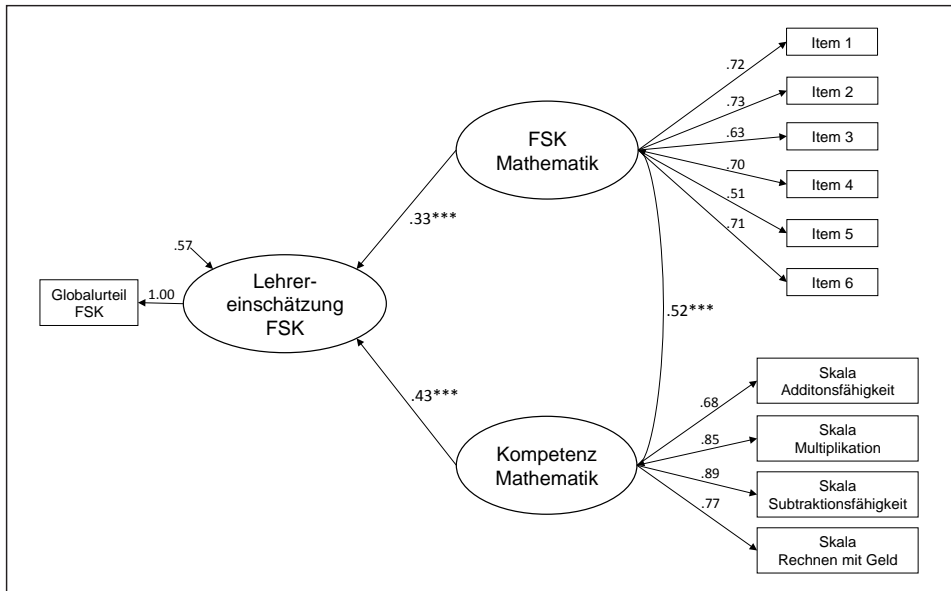 Item 1
.72
Item 2
.73
FSK
Mathematik
.63
Item 3
.70
Item 4
.51
Item 5
.71
.33***
Item 6
.57
Globalurteil
FSK
1.00
Lehrer-
einschätzung
FSK
.52***
.43***
Skala
Additonsfähigkeit
.68
Kompetenz
Mathematik
.85
Skala
Multiplikation
.89
Skala
Subtraktionsfähigkeit
.77
Skala
Rechnen mit Geld